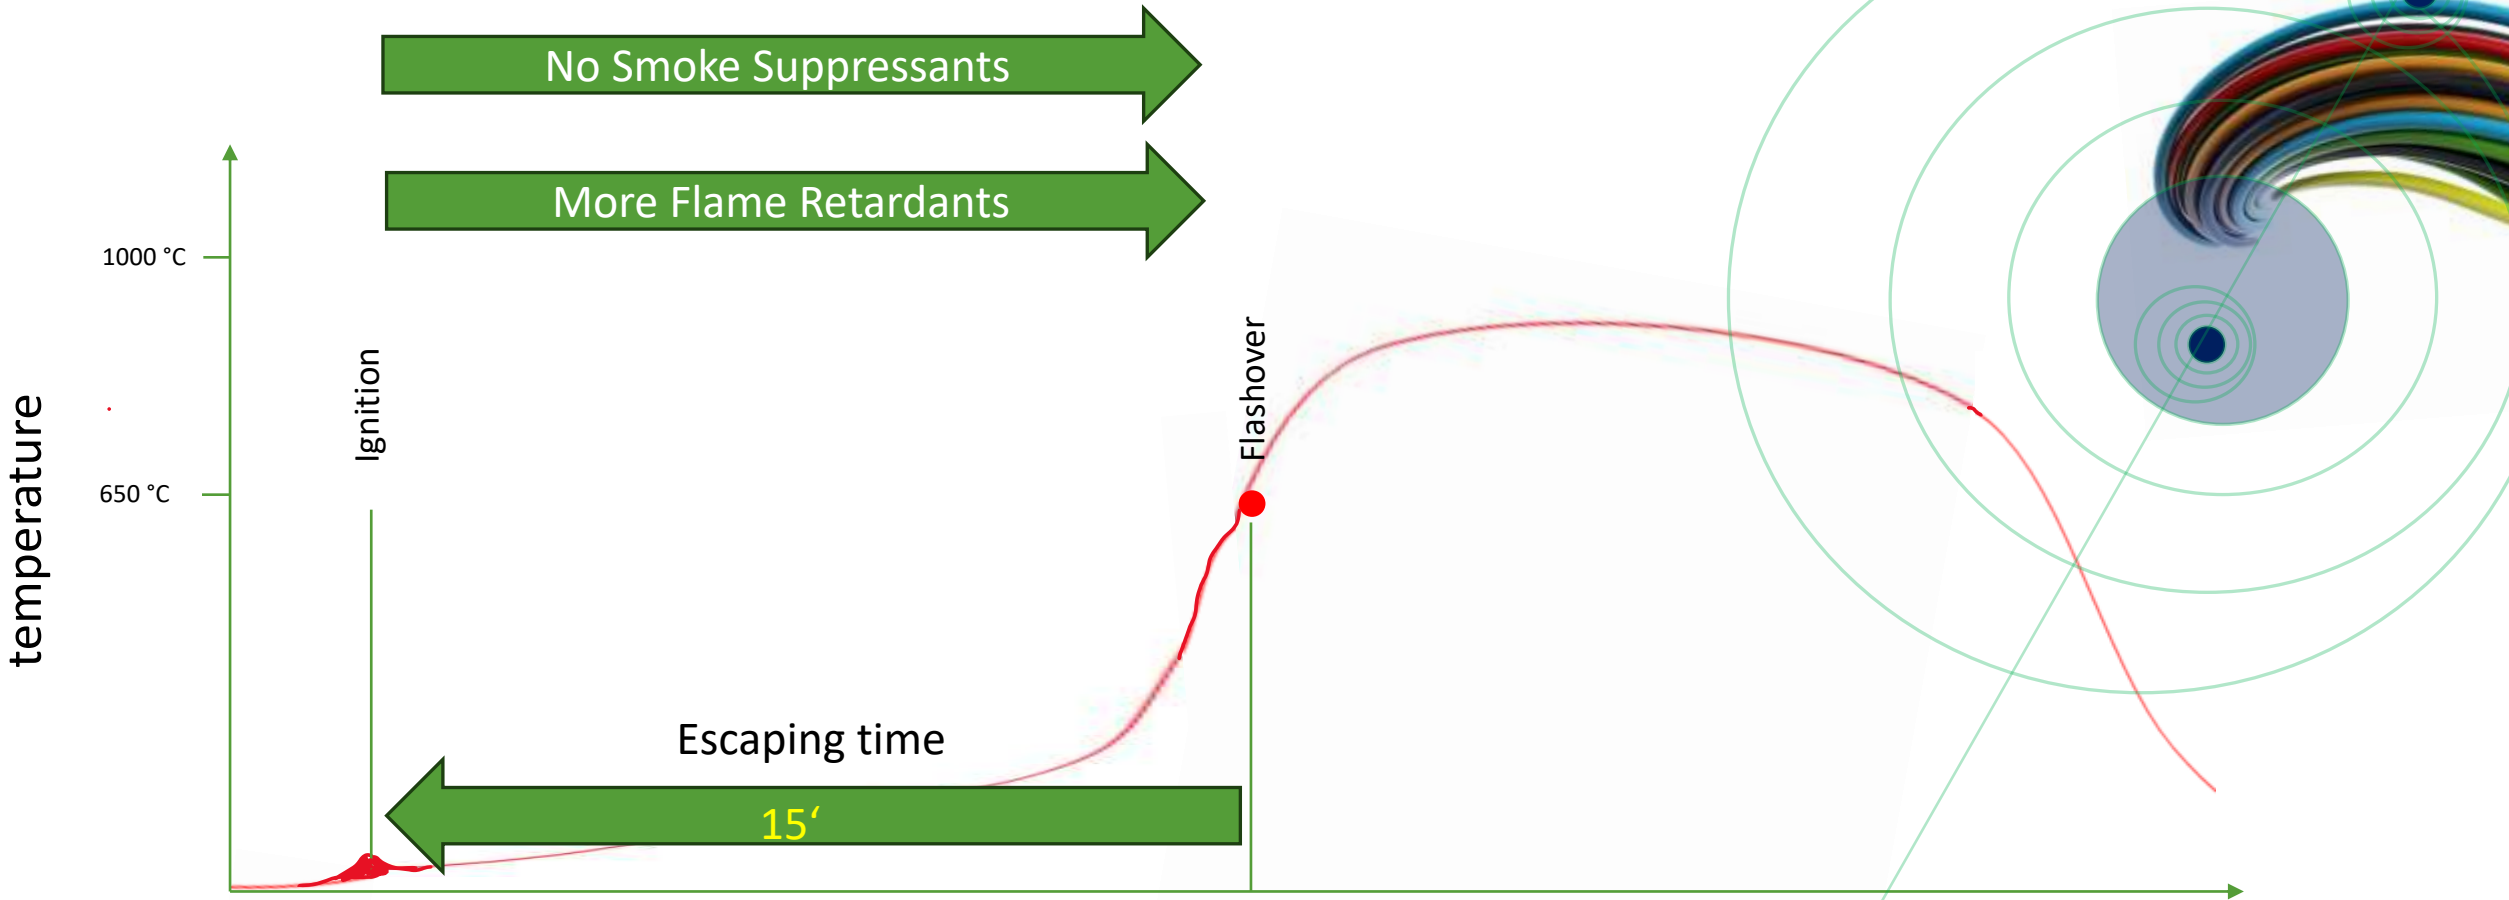 No Smoke Suppressants
More Flame Retardants
1000 °C
Ignition
Flashover
temperature
650 °C
Escaping time
15‘